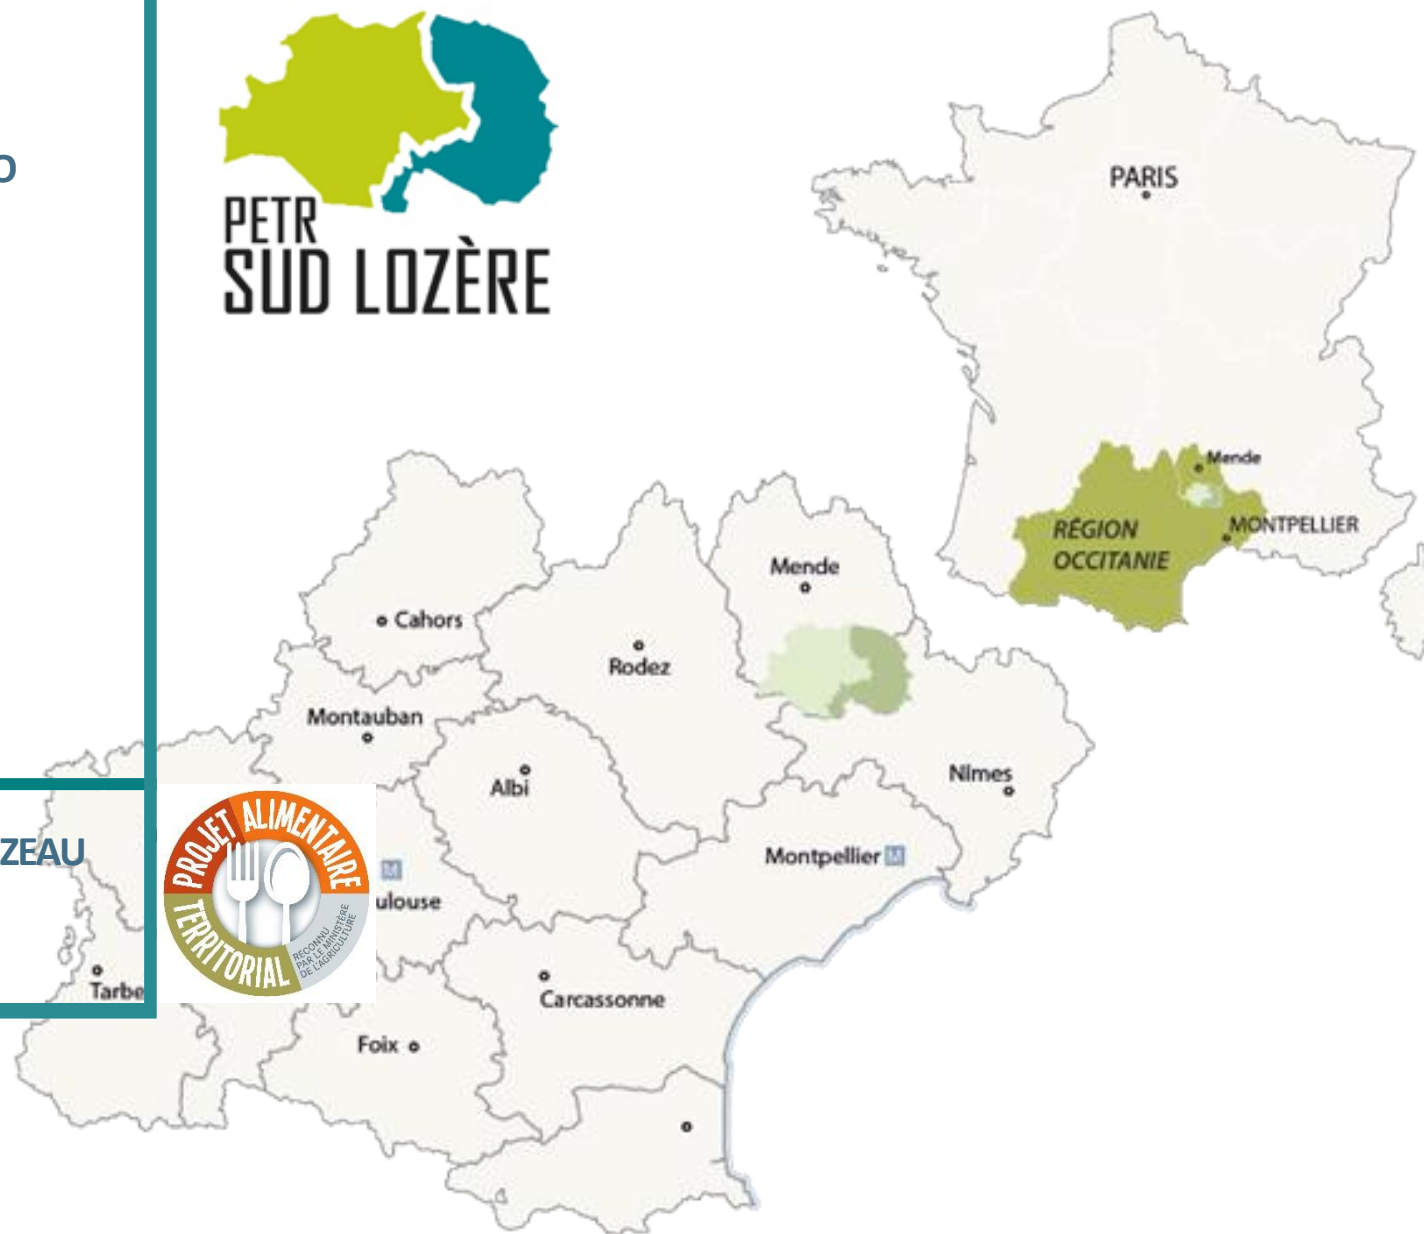 O
PETR
SUD LOZÈRE
PARIS
Mende
RÉGION
OCCITANIE
MONTPELLIER
Mende
Cahors
Rodez
Montauban
Albi
Nîmes
ZEAU
PROJET ALIMENTAIRE
TERRITORIAL
RECONNU
PAR LE MINISTÈRE
DE L'AGRICULTURE
M
ulouse
Montpellier M
Tarbe
Carcassonne
Foix